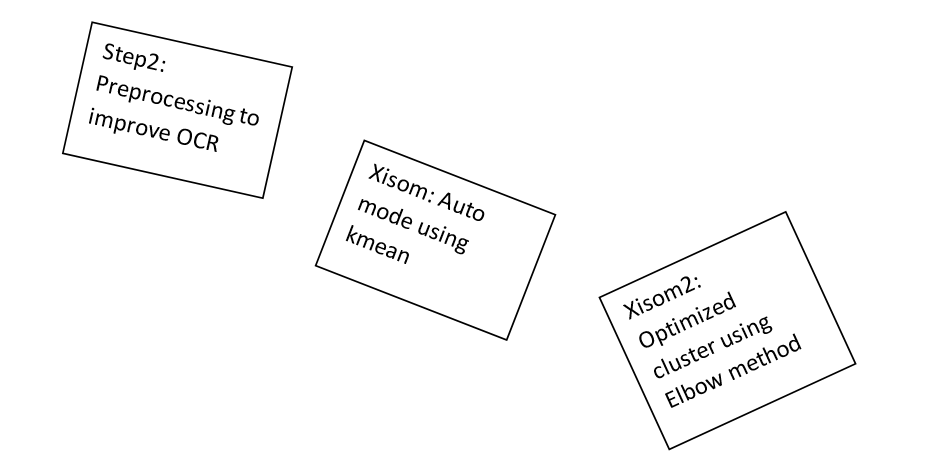 Step2:
Preprocessing to
improve OCR
Xisom: Auto
mode using
kmean
Xisom2:
Optimized
cluster using
Elbow method